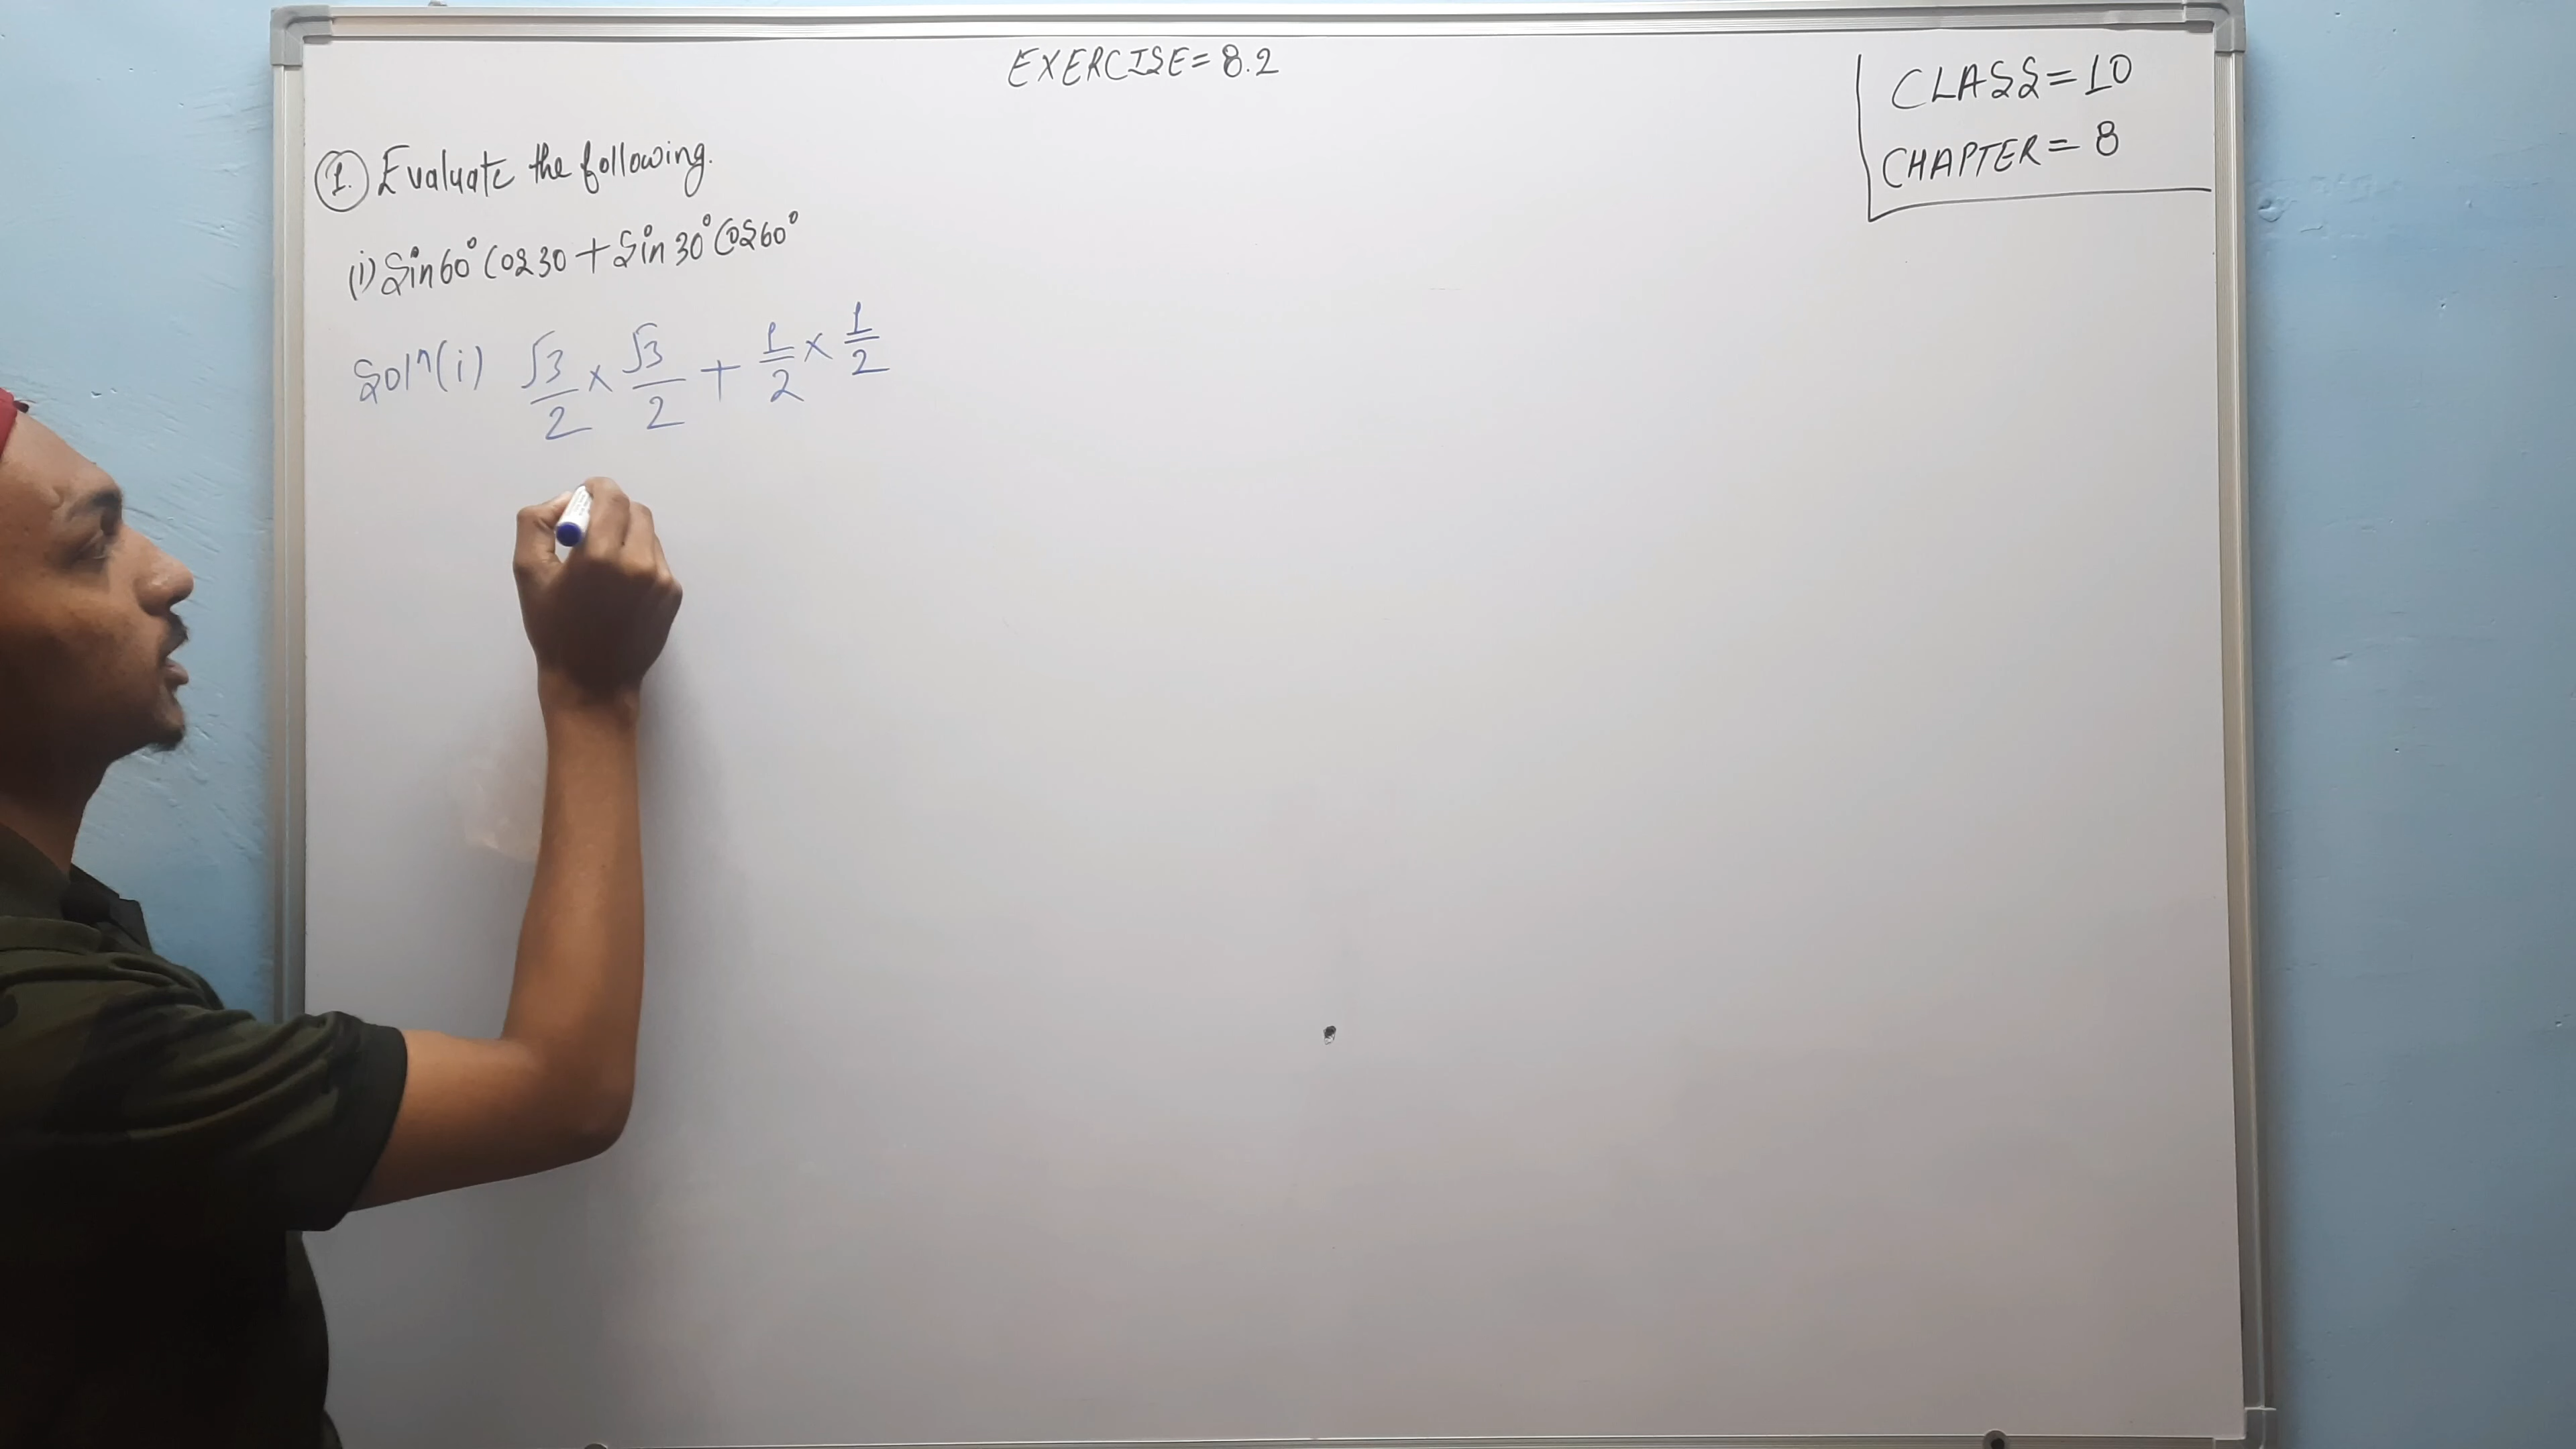 EXERCISE = 8.2
CLASS = 10
CHAPTER = 8
1. Evaluate the following.
(i) Sin60° Cos30 + Sin 30° Cos60°
Solⁿ(i) √3/2 × √3/2 + 1/2 × 1/2